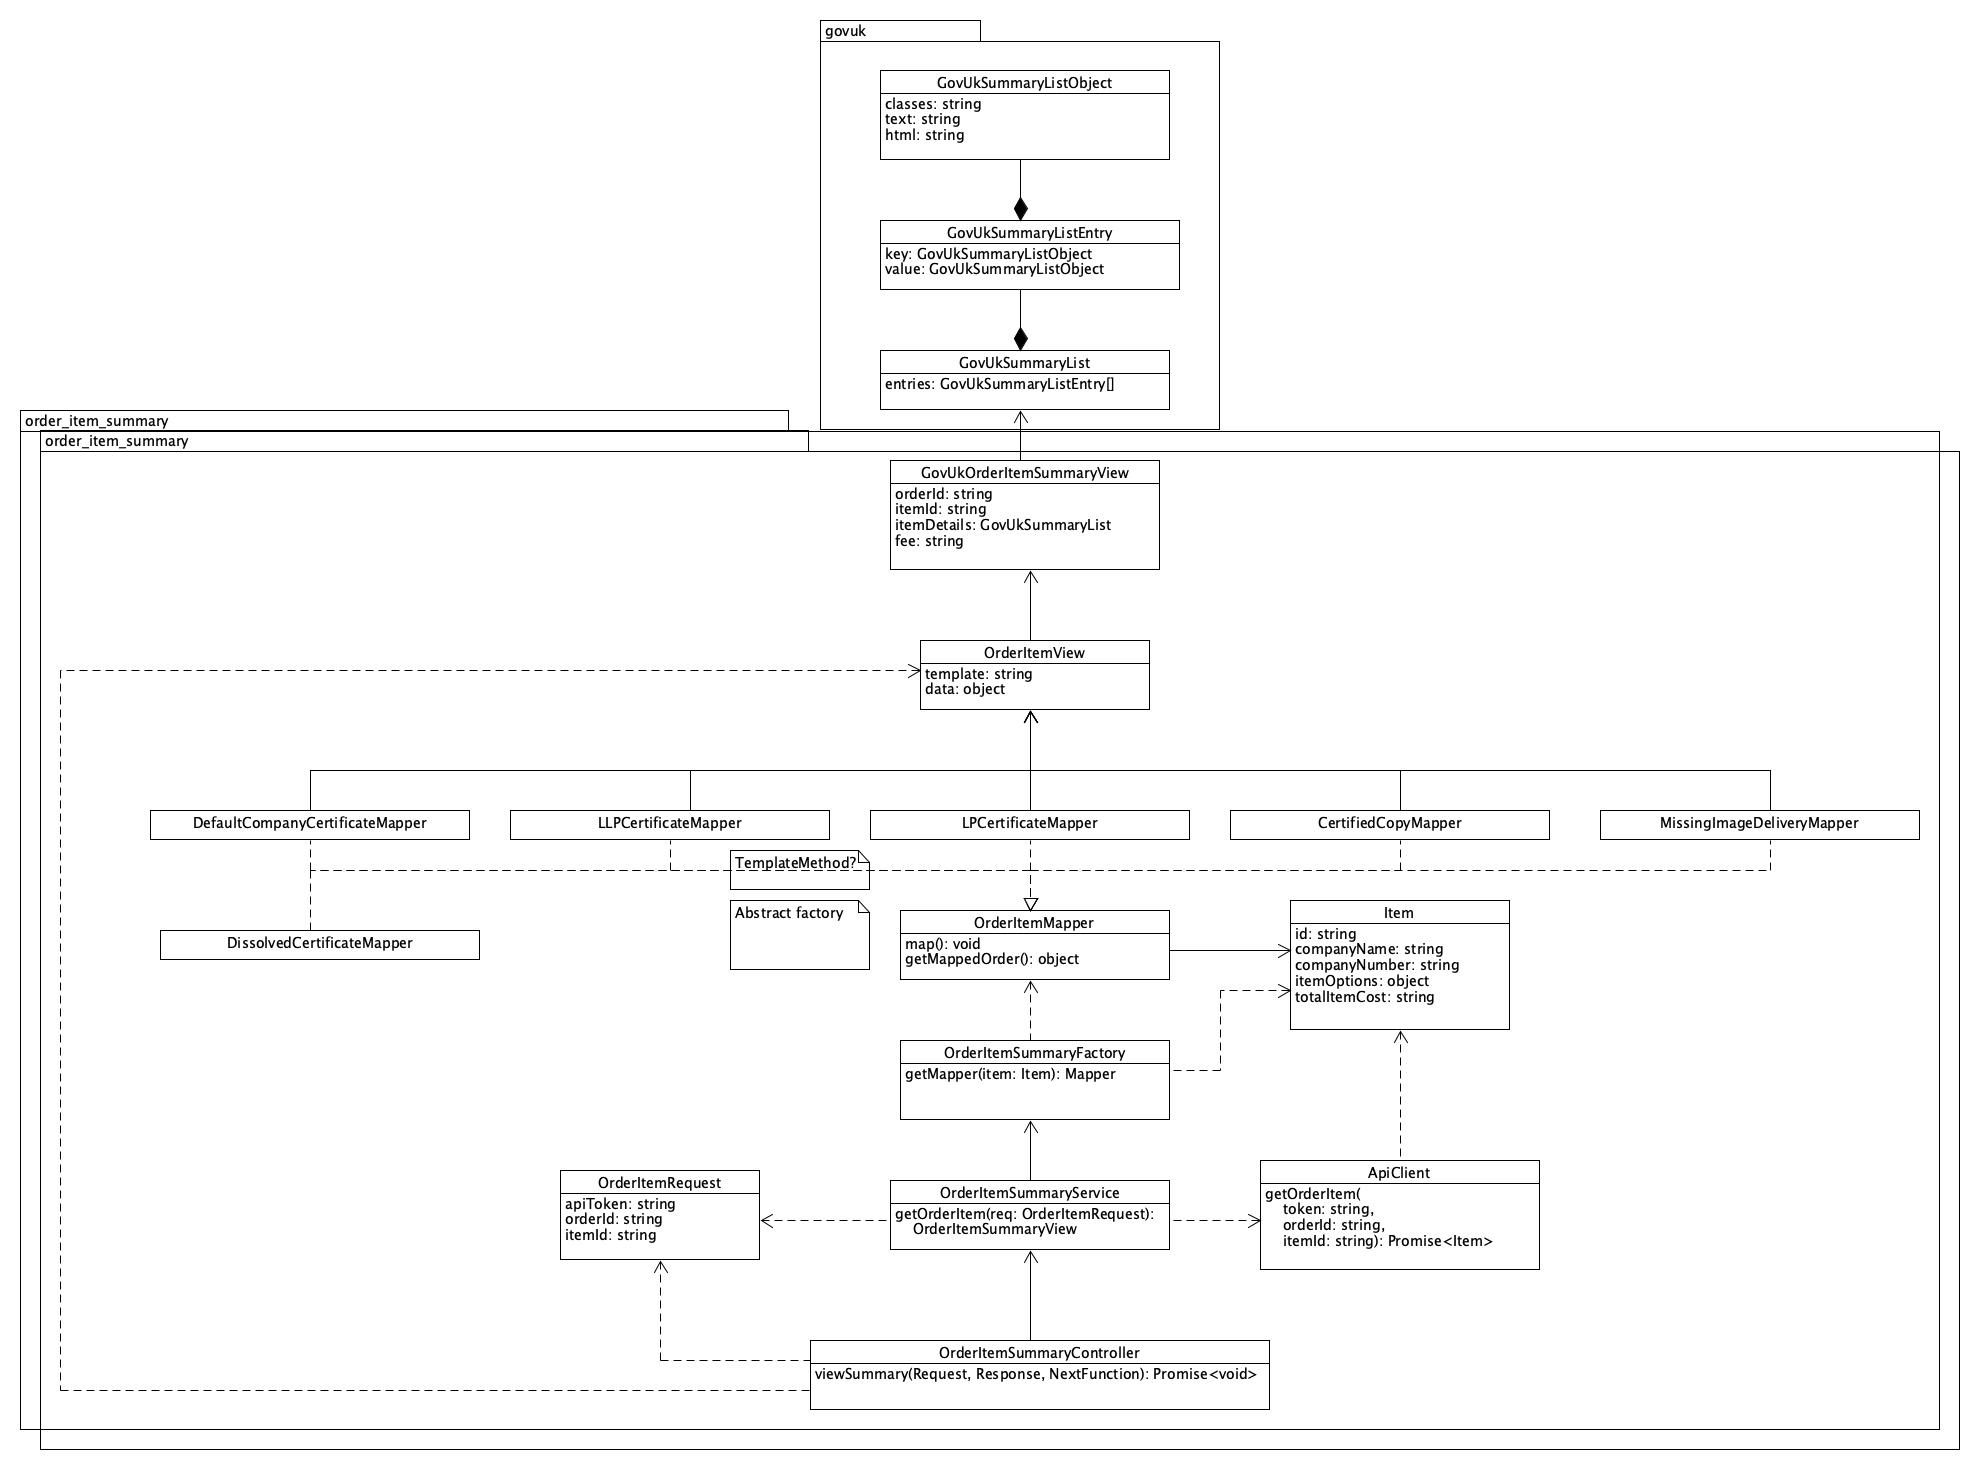 govuk
GovUkSummaryListObject
classes: string
text: string
html: string
GovUkSummaryListEntry
key: GovUkSummaryListObject
value: GovUkSummaryListObject
GovUkSummaryList
entries: GovUkSummaryListEntry[]
order_item_summary
order_item_summary
GovUkOrderItemSummaryView
orderId: string
itemId: string
itemDetails: GovUkSummaryList
fee: string
OrderItemView
template: string
data: object
DefaultCompanyCertificateMapper
LLPCertificateMapper
LPCertificateMapper
CertifiedCopyMapper
MissingImageDeliveryMapper
TemplateMethod?
Abstract factory
DissolvedCertificateMapper
OrderItemMapper
map(): void
getMappedOrder(): object
Item
id: string
companyName: string
companyNumber: string
itemOptions: object
totalItemCost: string
OrderItemSummaryFactory
getMapper(item: Item): Mapper
OrderItemRequest
apiToken: string
orderId: string
itemId: string
OrderItemSummaryService
getOrderItem(req: OrderItemRequest):
OrderItemSummaryView
ApiClient
getOrderItem(
token: string,
orderId: string,
itemId: string): Promise<Item>
OrderItemSummaryController
viewSummary(Request, Response, NextFunction): Promise<void>